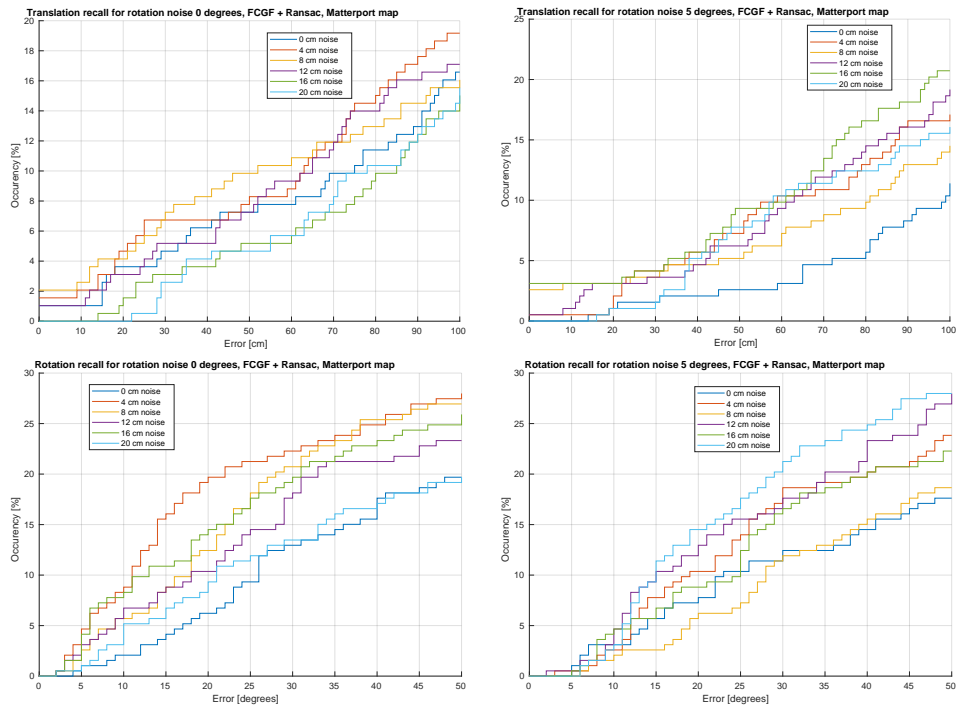 Translation recall for rotation noise 0 degrees, FCGF + Ransac, Matterport map
20
18
16
14
12
10
8
6
4
2
0
Occurency [%]
0 cm noise
4 cm noise
8 cm noise
12 cm noise
16 cm noise
20 cm noise
0 10 20 30 40 50 60 70 80 90 100
Error [cm]
Translation recall for rotation noise 5 degrees, FCGF + Ransac, Matterport map
25
20
15
10
5
0
Occurency [%]
0 cm noise
4 cm noise
8 cm noise
12 cm noise
16 cm noise
20 cm noise
0 10 20 30 40 50 60 70 80 90 100
Error [cm]
Rotation recall for rotation noise 0 degrees, FCGF + Ransac, Matterport map
30
25
20
15
10
5
0
Occurency [%]
0 cm noise
4 cm noise
8 cm noise
12 cm noise
16 cm noise
20 cm noise
0 5 10 15 20 25 30 35 40 45 50
Error [degrees]
Rotation recall for rotation noise 5 degrees, FCGF + Ransac, Matterport map
30
25
20
15
10
5
0
Occurency [%]
0 cm noise
4 cm noise
8 cm noise
12 cm noise
16 cm noise
20 cm noise
0 5 10 15 20 25 30 35 40 45 50
Error [degrees]